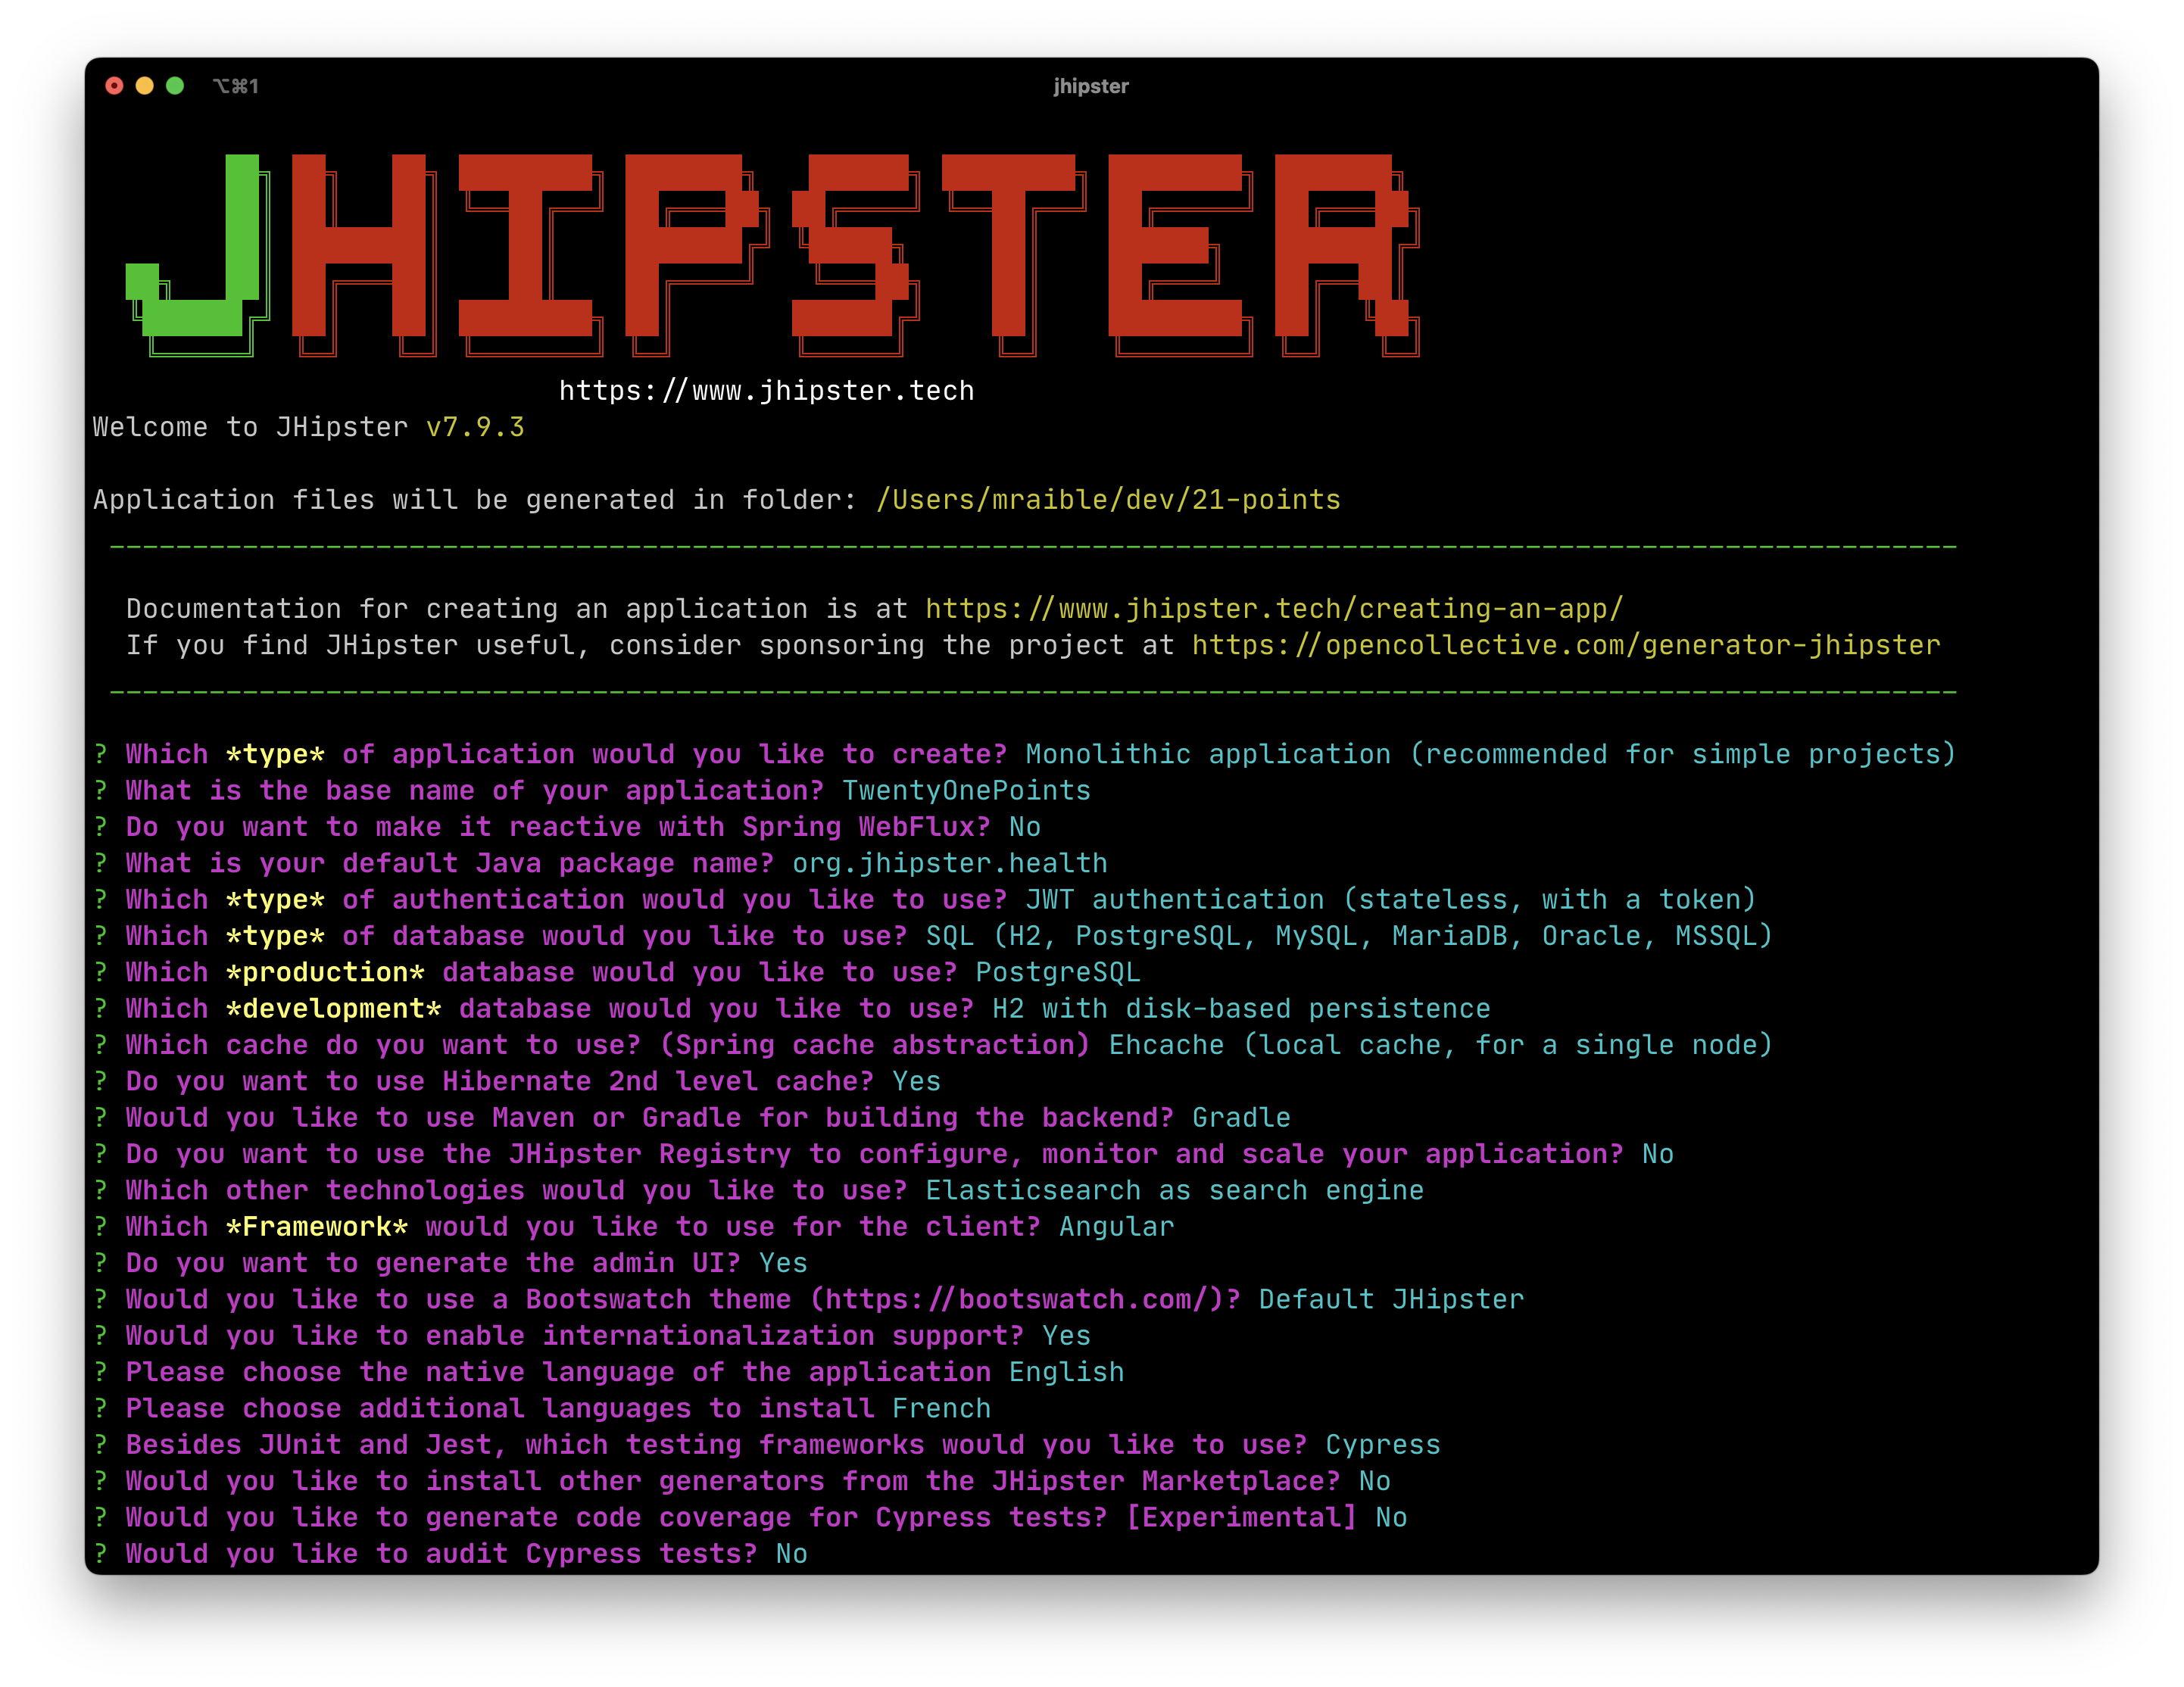 ⌥⌘1
jhipster
JHIPSTER
https://www.jhipster.tech
Welcome to JHipster v7.9.3
Application files will be generated in folder: /Users/mraible/dev/21-points
Documentation for creating an application is at https://www.jhipster.tech/creating-an-app/
If you find JHipster useful, consider sponsoring the project at https://opencollective.com/generator-jhipster
? Which *type* of application would you like to create? Monolithic application (recommended for simple projects)
? What is the base name of your application? TwentyOnePoints
? Do you want to make it reactive with Spring WebFlux? No
? What is your default Java package name? org.jhipster.health
? Which *type* of authentication would you like to use? JWT authentication (stateless, with a token)
? Which *type* of database would you like to use? SQL (H2, PostgreSQL, MySQL, MariaDB, Oracle, MSSQL)
? Which *production* database would you like to use? PostgreSQL
? Which *development* database would you like to use? H2 with disk-based persistence
? Which cache do you want to use? (Spring cache abstraction) Ehcache (local cache, for a single node)
? Do you want to use Hibernate 2nd level cache? Yes
? Would you like to use Maven or Gradle for building the backend? Gradle
? Do you want to use the JHipster Registry to configure, monitor and scale your application? No
? Which other technologies would you like to use? Elasticsearch as search engine
? Which *Framework* would you like to use for the client? Angular
? Do you want to generate the admin UI? Yes
? Would you like to use a Bootswatch theme (https://bootswatch.com/)? Default JHipster
? Would you like to enable internationalization support? Yes
? Please choose the native language of the application English
? Please choose additional languages to install French
? Besides JUnit and Jest, which testing frameworks would you like to use? Cypress
? Would you like to install other generators from the JHipster Marketplace? No
? Would you like to generate code coverage for Cypress tests? [Experimental] No
? Would you like to audit Cypress tests? No